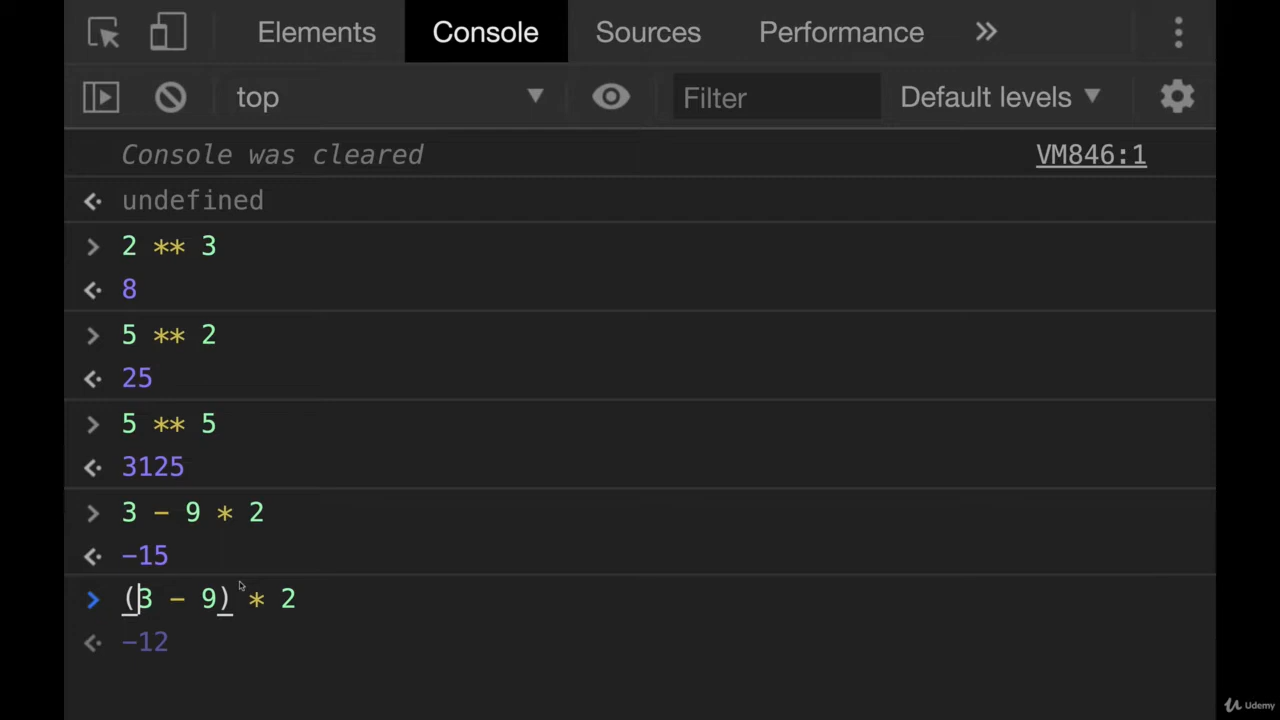 Elements Console Sources Performance »
top ▼ Filter Default levels ▼
Console was cleared VM846:1
undefined
> 2 ** 3
8
> 5 ** 2
25
> 5 ** 5
3125
> 3 - 9 * 2
-15
> (3 - 9) * 2
-12
Udemy